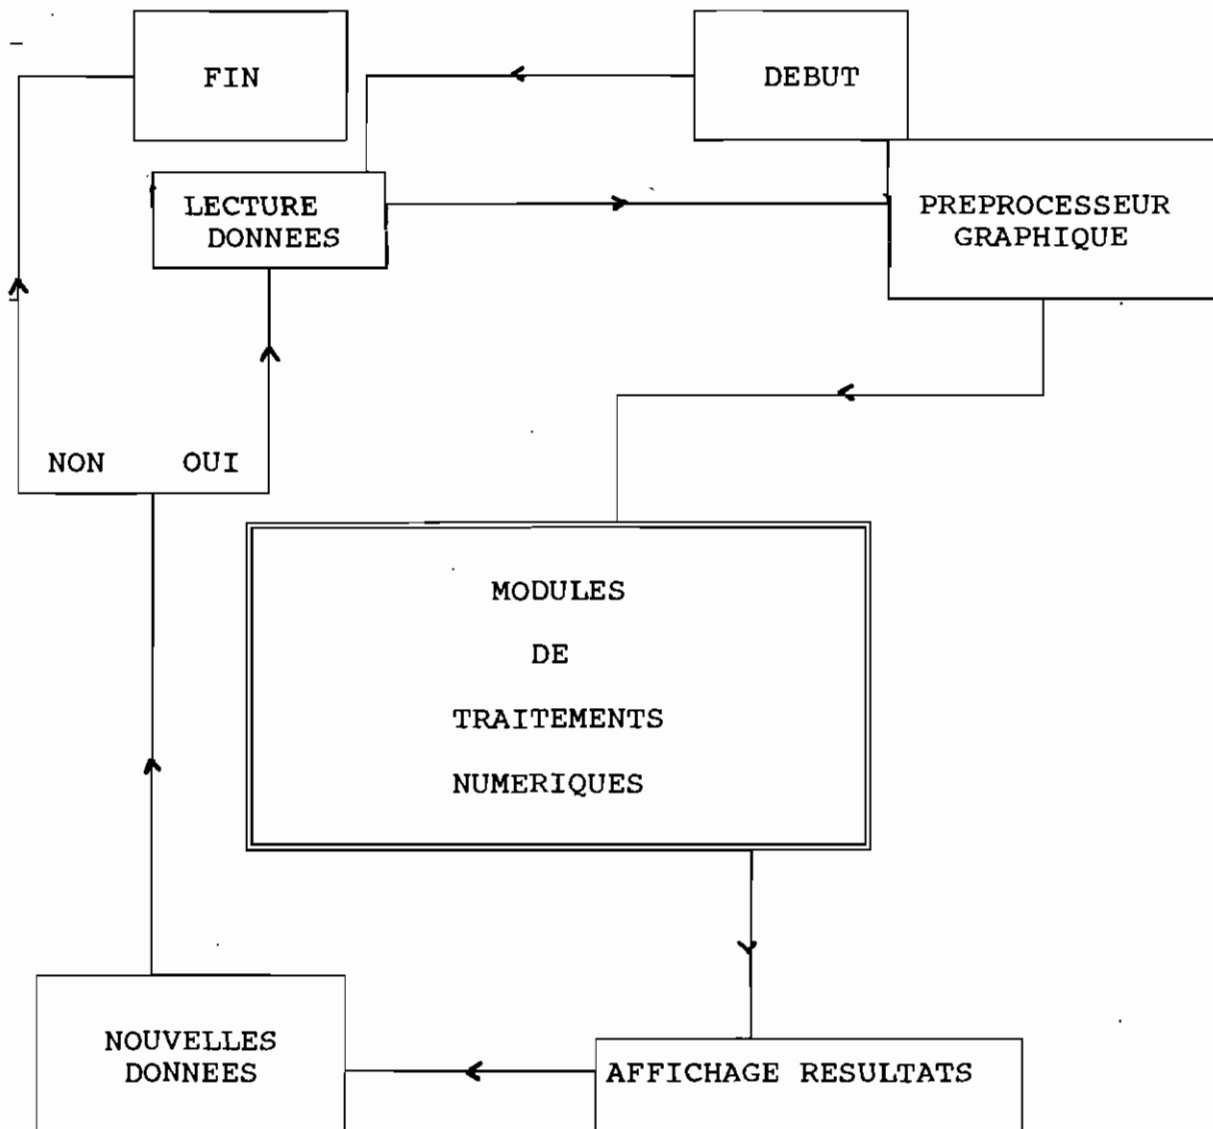 FIN
DEBUT
LECTURE
DONNEES
PREPROCESSEUR
GRAPHIQUE
NON
OUI
MODULES
DE
TRAITEMENTS
NUMERIQUES
NOUVELLES
DONNEES
AFFICHAGE RESULTATS